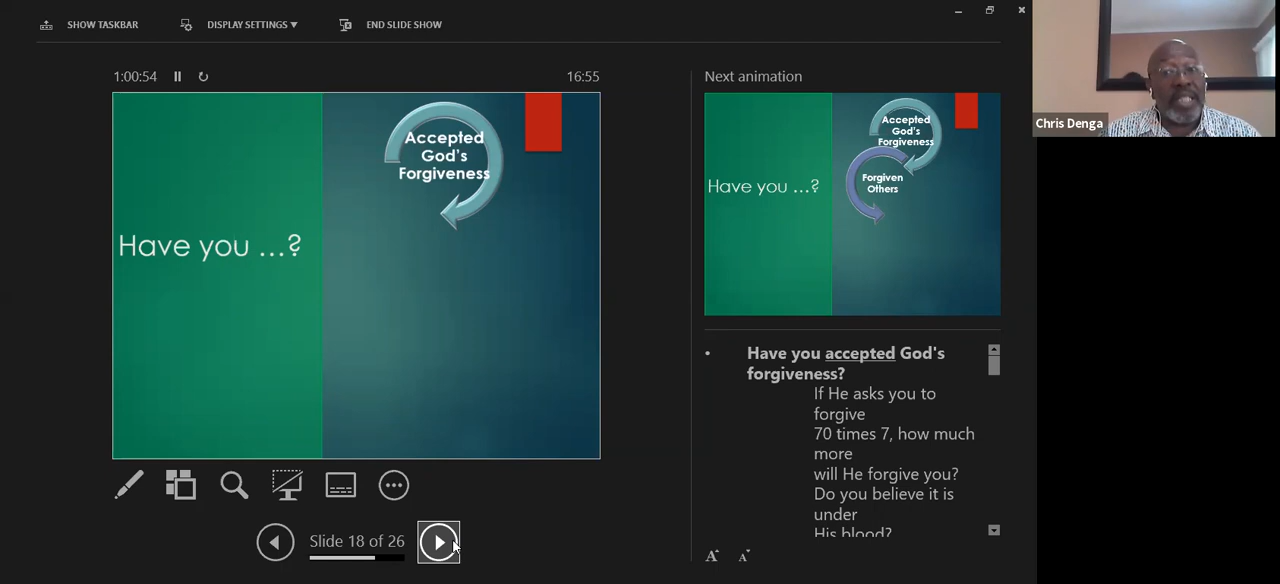 SHOW TASKBAR
DISPLAY SETTINGS ▼
END SLIDE SHOW
1:00:54
16:55
Next animation
Accepted
God's
Forgiveness
Have you ...?
Accepted
God's
Forgiveness
Forgiven
Others
Have you ...?
Chris Denga
• Have you accepted God's
forgiveness?
If He asks you to
forgive
70 times 7, how much
more
will He forgive you?
Do you believe it is
under
His blood?
Slide 18 of 26
A A